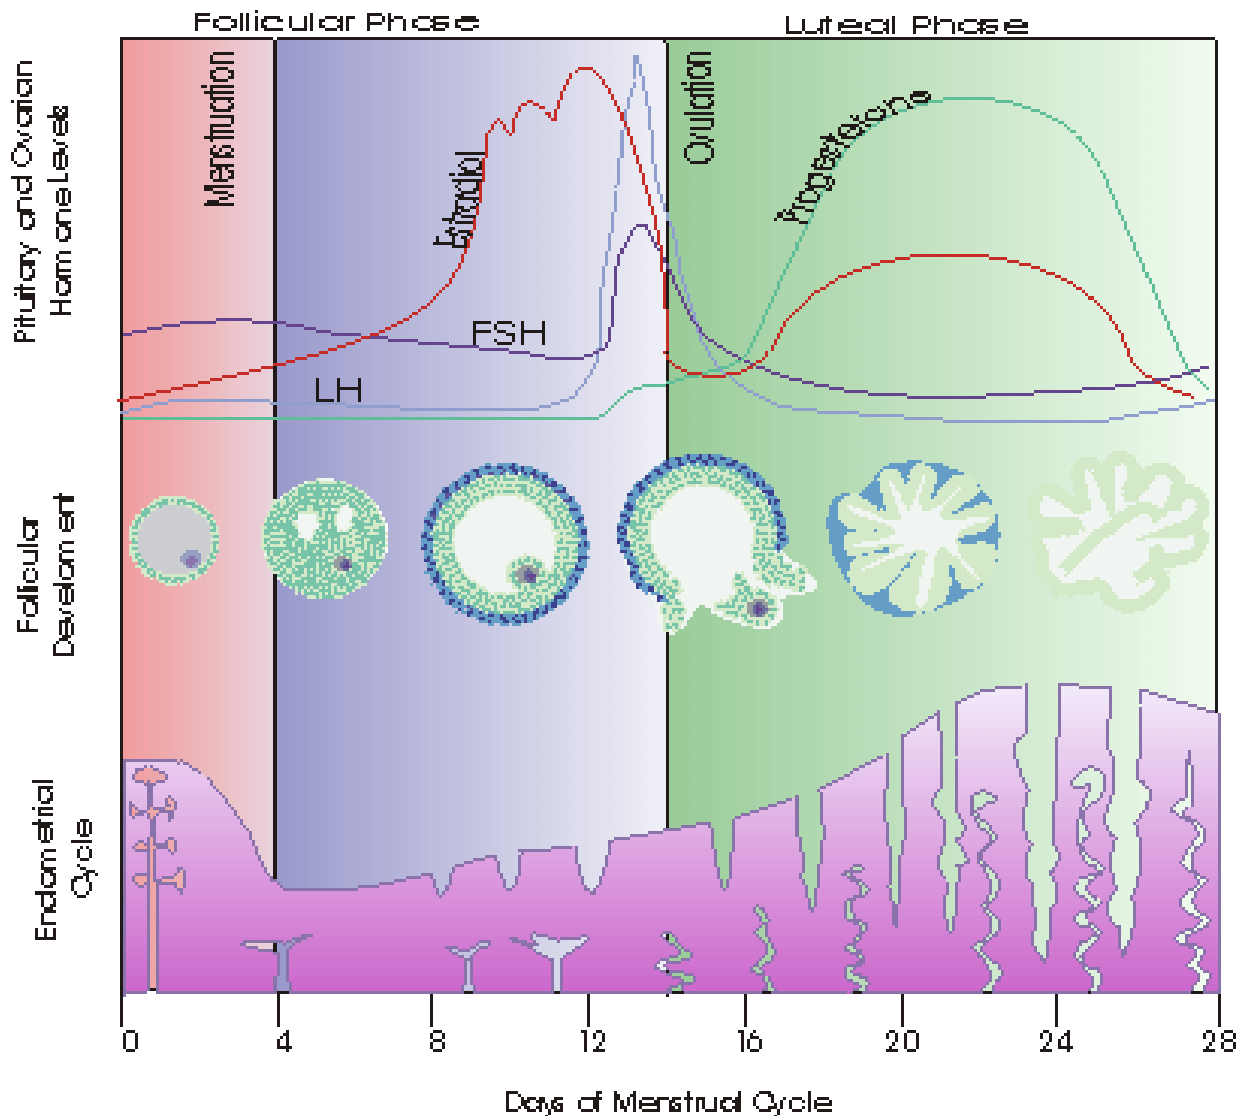 Follicular Phase
Luteal Phase
Pituitary and Ovarian
Hormone Levels
Menstruation
Estradiol
Ovulation
Progesterone
FSH
LH
Follicular
Development
Endometrial
Cycle
0 4 8 12 16 20 24 28
Days of Menstrual Cycle